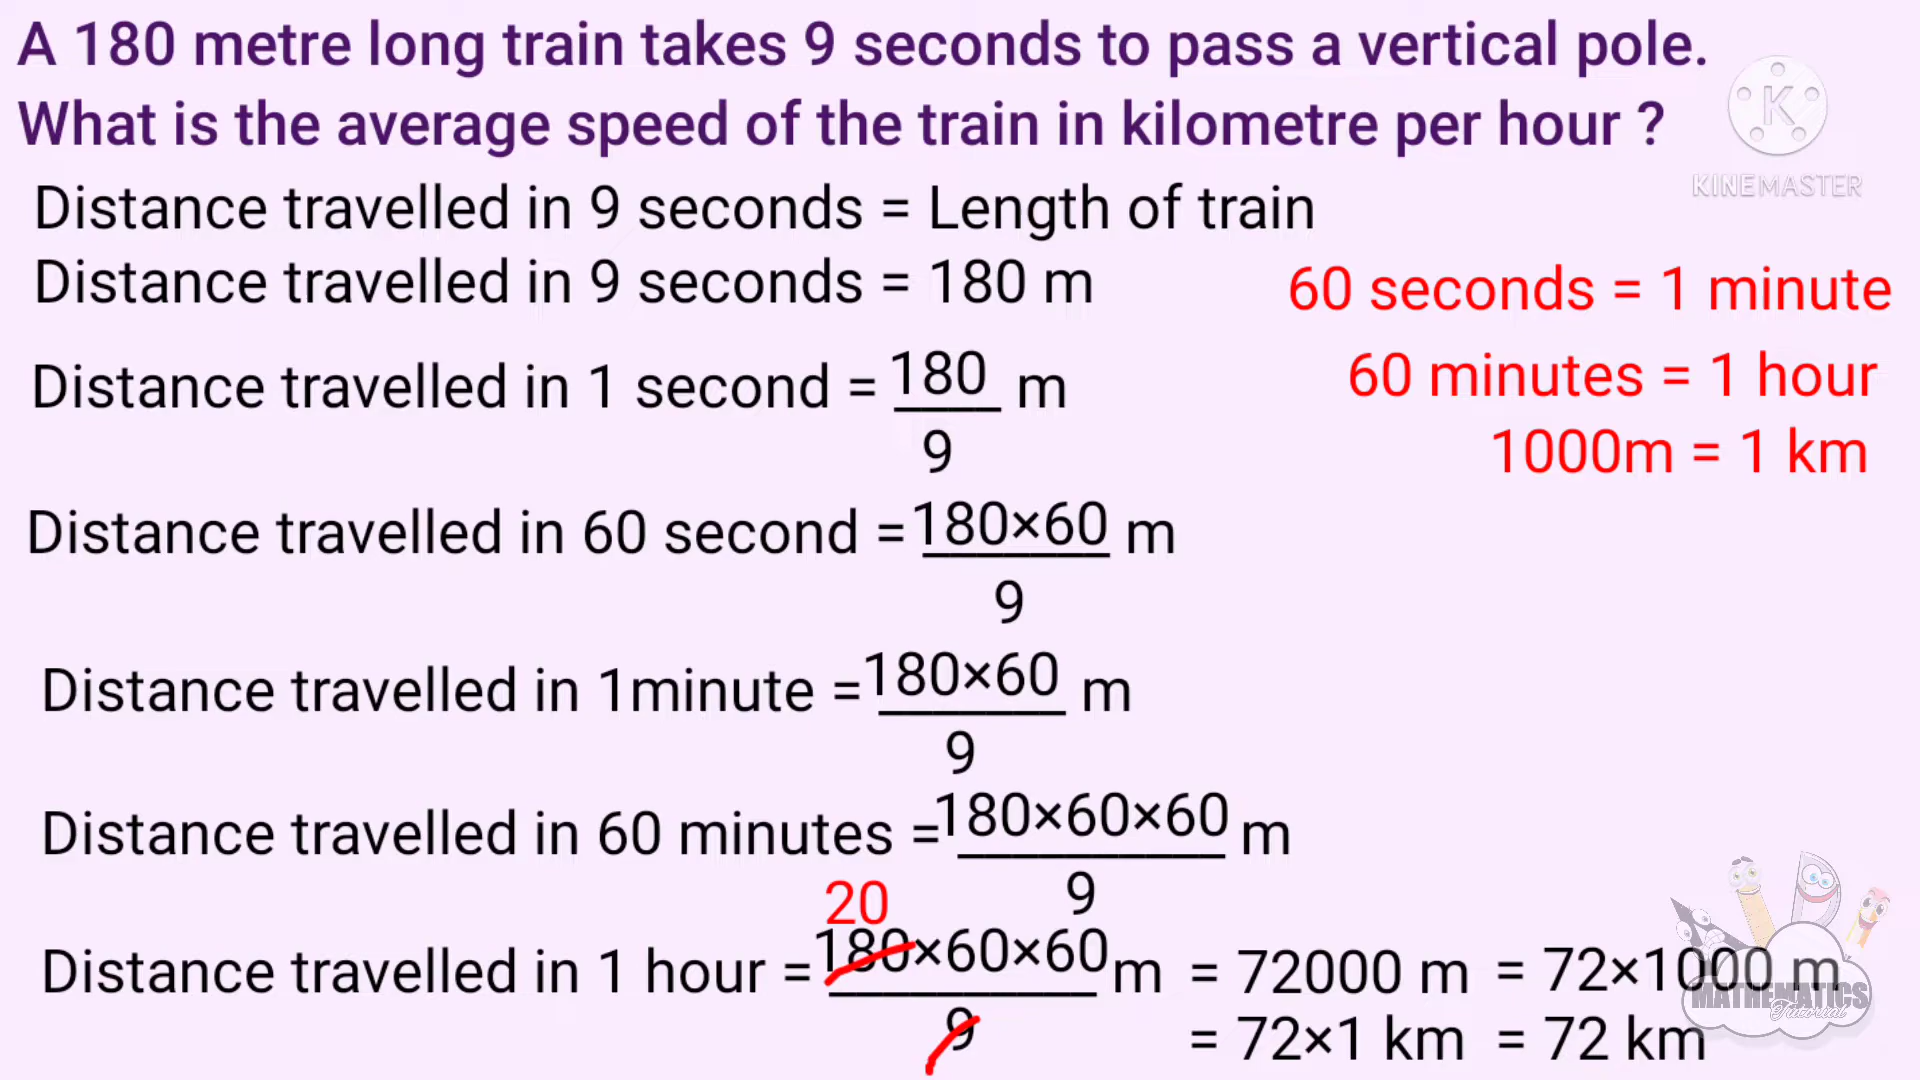 A 180 metre long train takes 9 seconds to pass a vertical pole.
What is the average speed of the train in kilometre per hour ?
K
KINEMASTER
Distance travelled in 9 seconds = Length of train
Distance travelled in 9 seconds = 180 m
60 seconds = 1 minute
Distance travelled in 1 second = 180 m
9
60 minutes = 1 hour
1000m = 1 km
Distance travelled in 60 second = 180×60 m
9
Distance travelled in 1minute = 180×60 m
9
Distance travelled in 60 minutes = 180×60×60 m
9
20
Distance travelled in 1 hour = 180×60×60 m = 72000 m = 72×1000 m
9
= 72×1 km = 72 km
MATHEMATICS
Tutorial